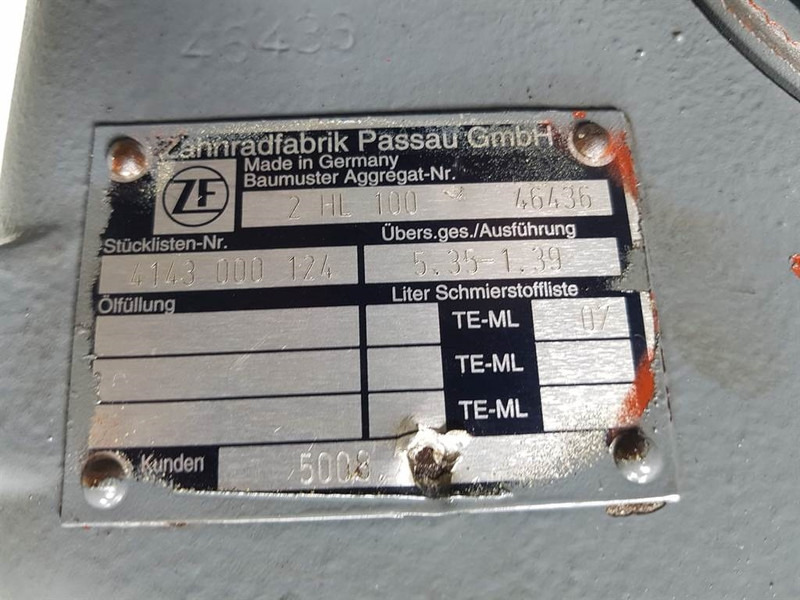 46436
Zahnradfabrik Passau GmbH
ZF
Made in Germany
Baumuster Aggregat-Nr.
2 HL 100 46436
Stücklisten-Nr. Übers.ges./Ausführung
4143 000 124 5.35-1.39
Ölfüllung Liter Schmierstoffliste
TE-ML 07
TE-ML
TE-ML
Kunden 5008